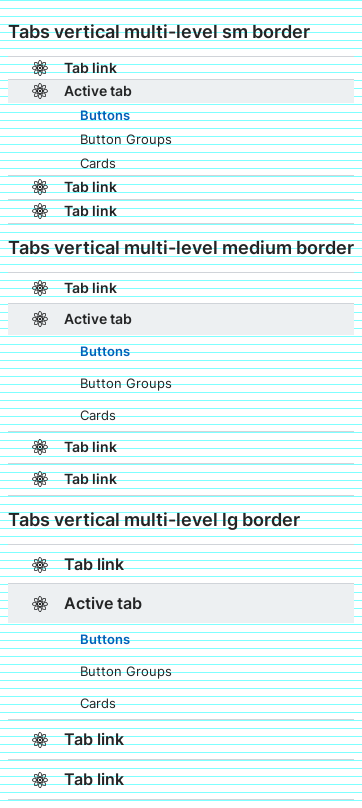 Tabs vertical multi-level sm border
Tab link
Active tab
Buttons
Button Groups
Cards
Tab link
Tab link
Tabs vertical multi-level medium border
Tab link
Active tab
Buttons
Button Groups
Cards
Tab link
Tab link
Tabs vertical multi-level lg border
Tab link
Active tab
Buttons
Button Groups
Cards
Tab link
Tab link